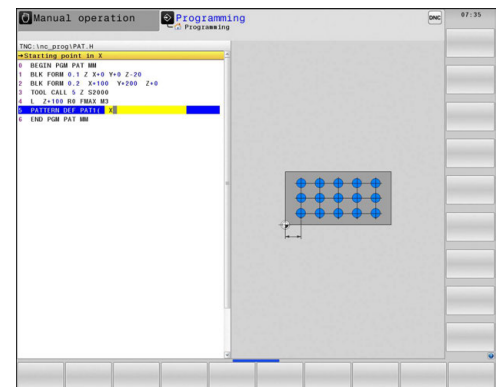 Manual operation
Programming
Programming
DNC
07:35
TNC:\nc_prog\PAT.H
→Starting point in X
0 BEGIN PGM PAT MM
1 BLK FORM 0.1 Z X+0 Y+0 Z-20
2 BLK FORM 0.2 X+100 Y+200 Z+0
3 TOOL CALL 5 Z S2000
4 L Z+100 R0 FMAX M3
5 PATTERN DEF PAT1( X
6 END PGM PAT MM